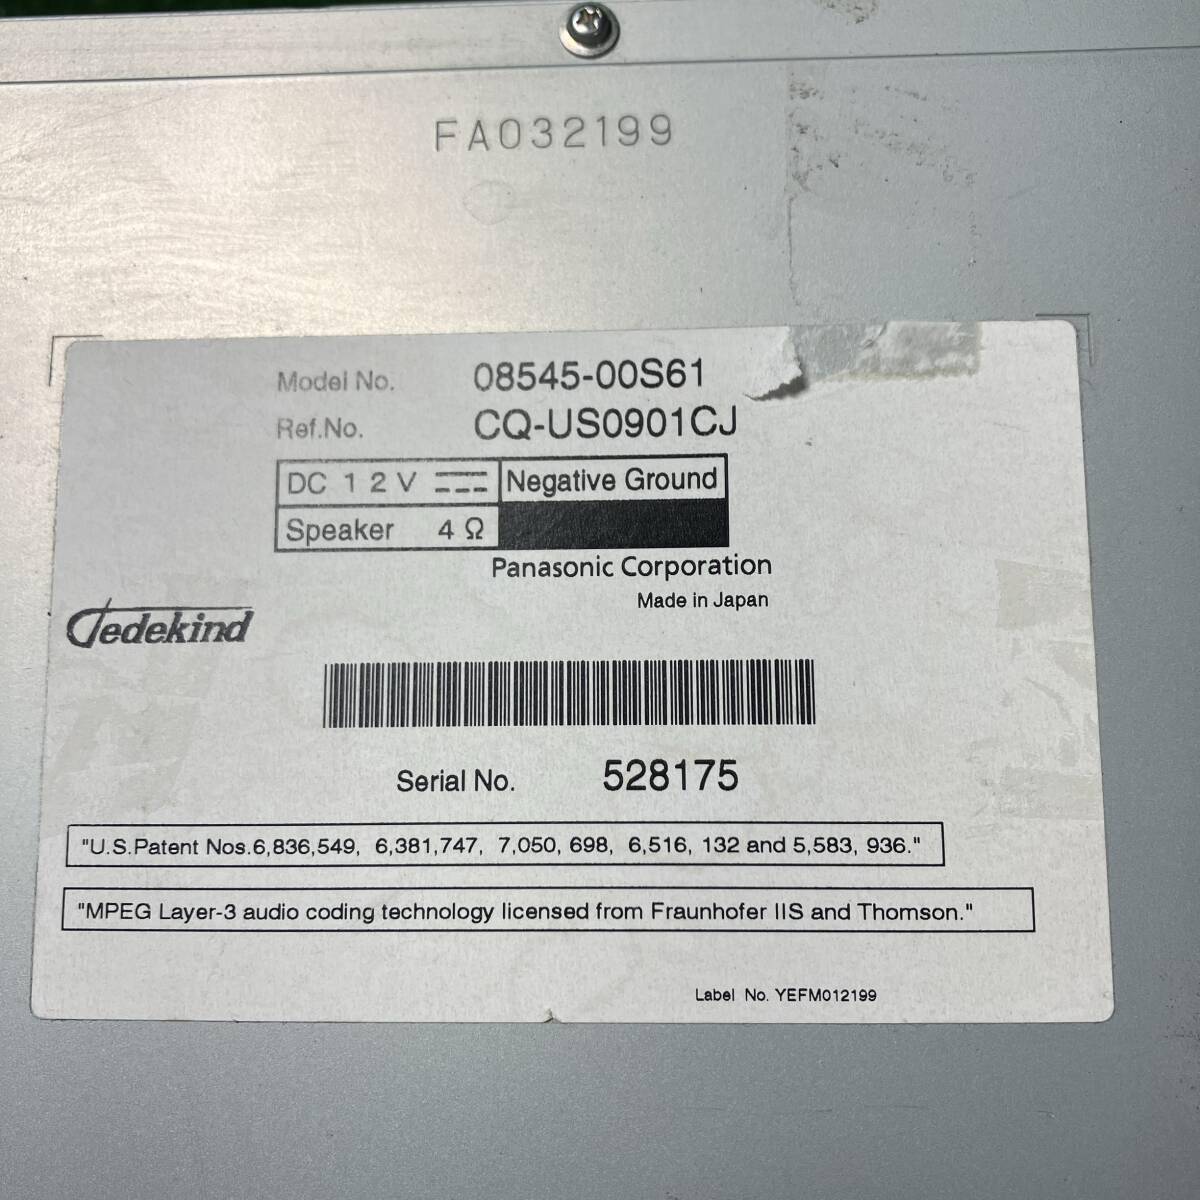 FA032199
Model No. 08545-00S61
Ref.No. CQ-US0901CJ
DC 12V Negative Ground
Speaker 4Ω
Panasonic Corporation
Made in Japan
Gedekind
Serial No. 528175
"U.S.Patent Nos.6,836,549, 6,381,747, 7,050, 698, 6,516, 132 and 5,583, 936."
"MPEG Layer-3 audio coding technology licensed from Fraunhofer IIS and Thomson."
Label No. YEFM012199